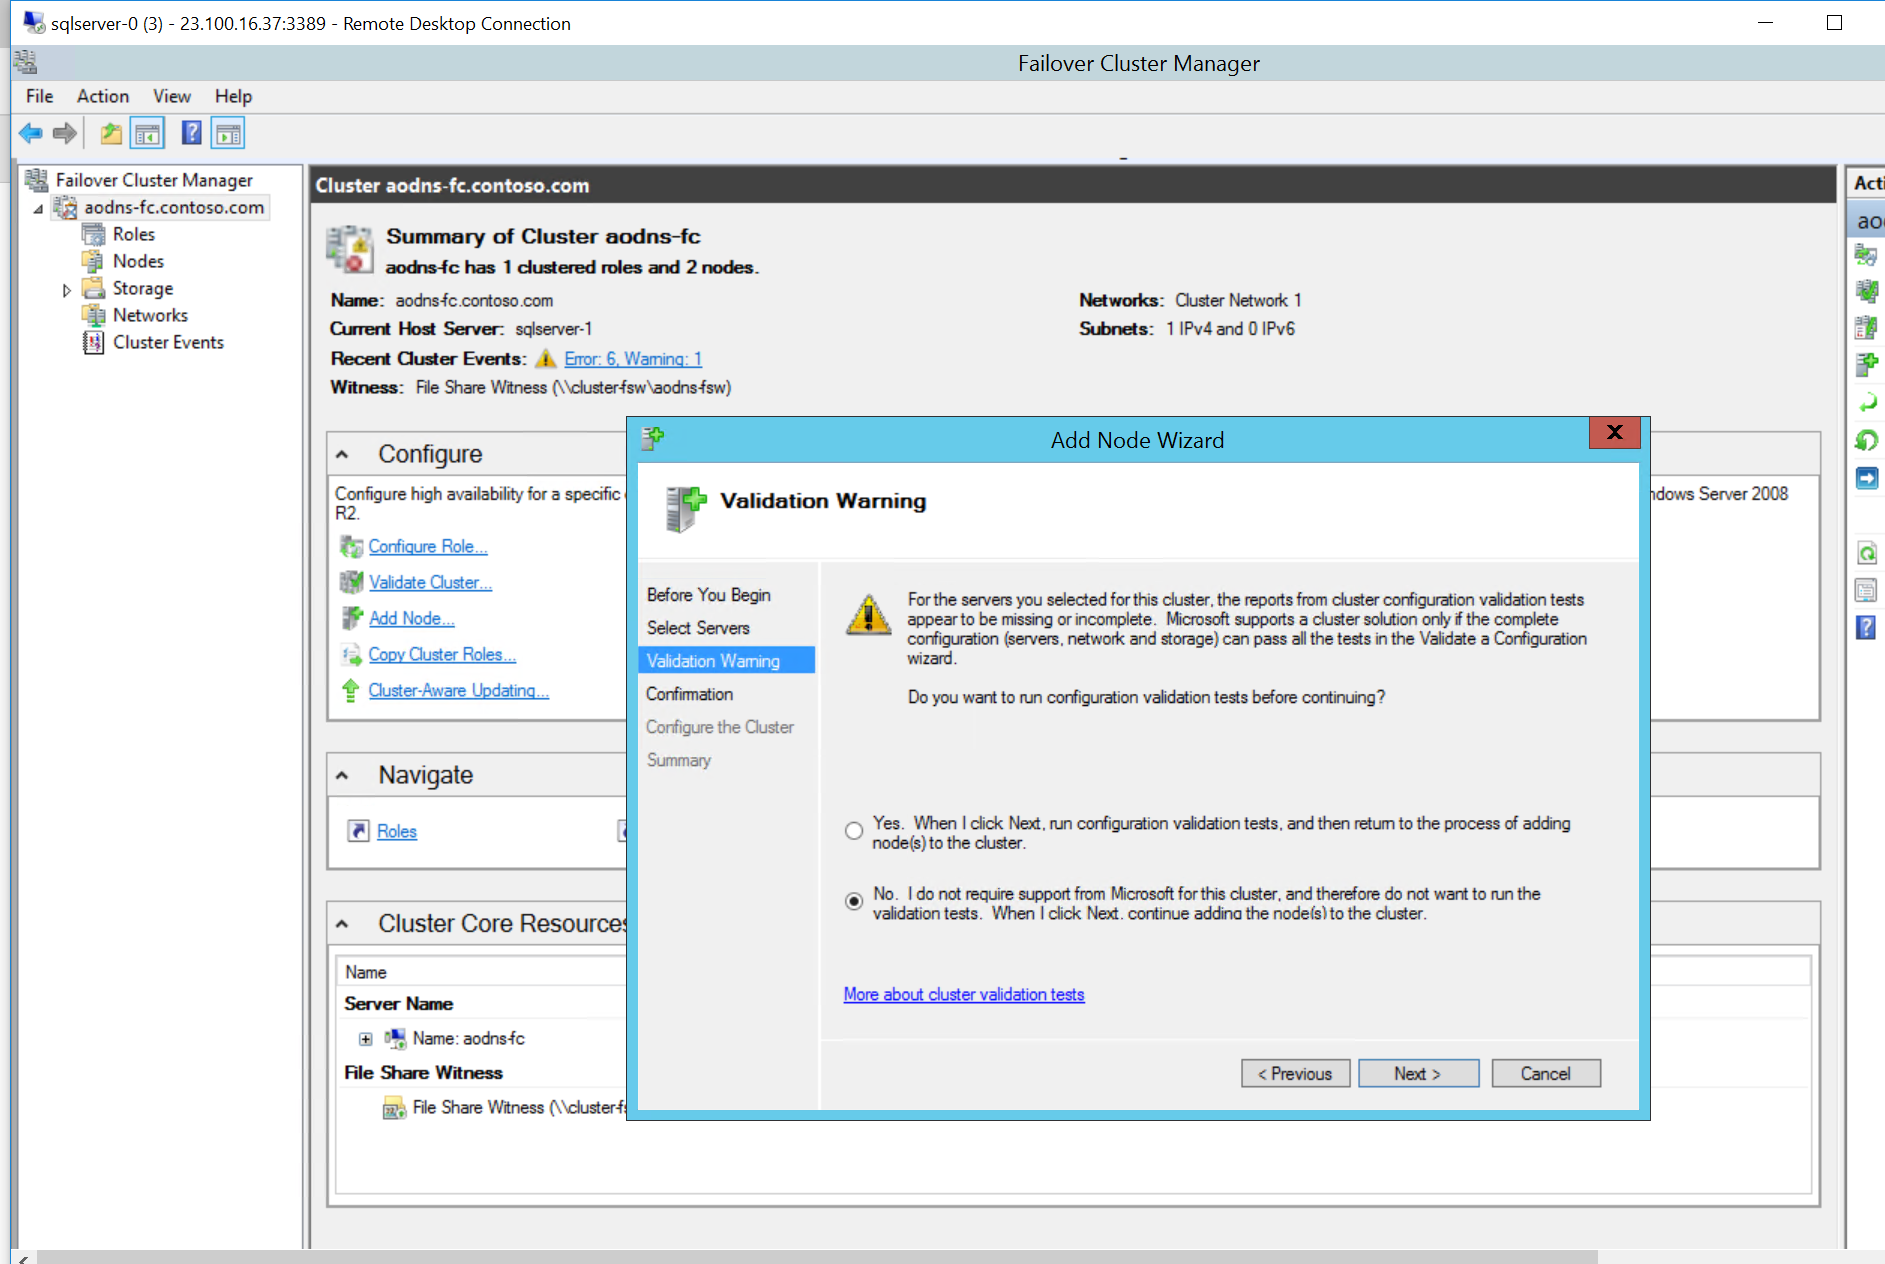 sqlserver-0 (3) - 23.100.16.37:3389 - Remote Desktop Connection
Failover Cluster Manager
File Action View Help
Failover Cluster Manager
aodns-fc.contoso.com
Roles
Nodes
Storage
Networks
Cluster Events
Cluster aodns-fc.contoso.com
Summary of Cluster aodns-fc
aodns-fc has 1 clustered roles and 2 nodes.
Name: aodns-fc.contoso.com
Networks: Cluster Network 1
Current Host Server: sqlserver-1
Subnets: 1 IPv4 and 0 IPv6
Recent Cluster Events: Error: 6, Warning: 1
Witness: File Share Witness (\\cluster-fsw\aodns-fsw)
Configure
Configure high availability for a specific
ndows Server 2008
R2.
Configure Role...
Validate Cluster...
Add Node...
Copy Cluster Roles...
Cluster-Aware Updating...
Navigate
Roles
Cluster Core Resources
Name
Server Name
Name: aodns-fc
File Share Witness
File Share Witness (\\cluster-fs
Add Node Wizard
X
Validation Warning
Before You Begin
Select Servers
Validation Warning
Confirmation
Configure the Cluster
Summary
For the servers you selected for this cluster, the reports from cluster configuration validation tests
appear to be missing or incomplete. Microsoft supports a cluster solution only if the complete
configuration (servers, network and storage) can pass all the tests in the Validate a Configuration
wizard.
Do you want to run configuration validation tests before continuing?
Yes. When I click Next, run configuration validation tests, and then return to the process of adding
node(s) to the cluster.
No. I do not require support from Microsoft for this cluster, and therefore do not want to run the
validation tests. When I click Next, continue adding the node(s) to the cluster.
More about cluster validation tests
< Previous
Next >
Cancel
Acti
ao